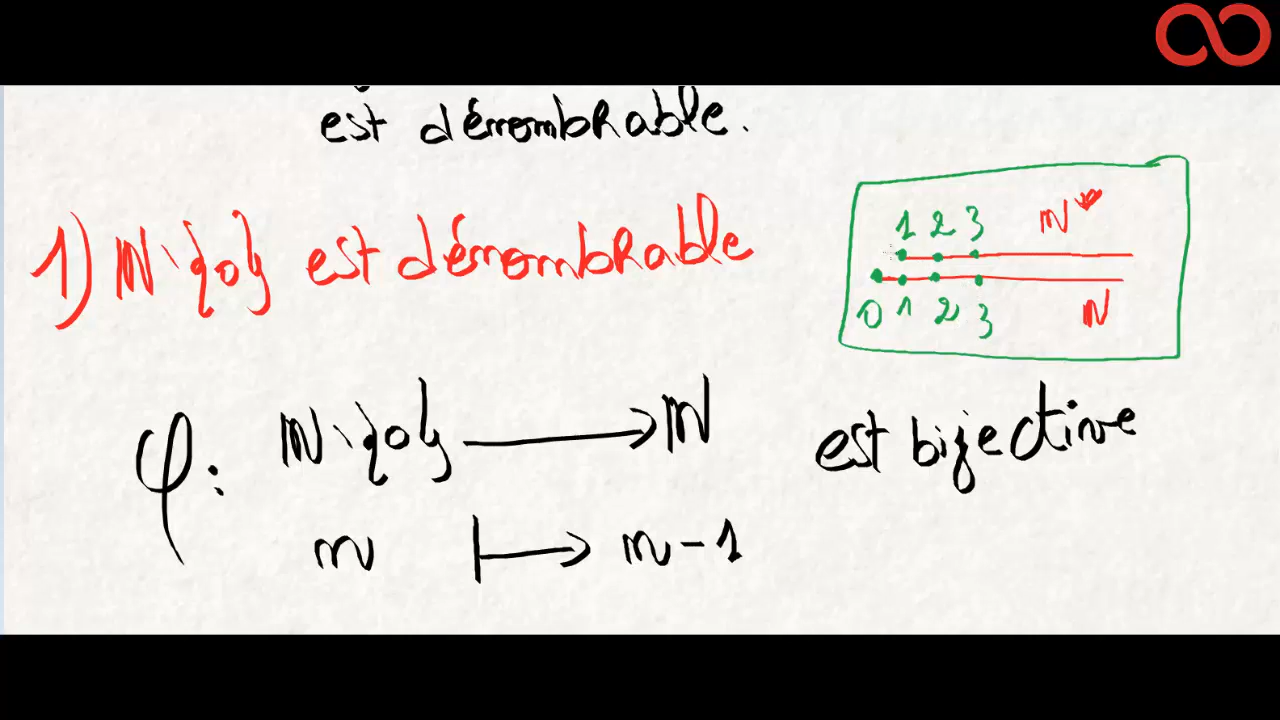 est dénombrable.
1) ℕ\{0} est dénombrable
1 2 3 ℕ*
0 1 2 3 ℕ
φ: ℕ\{0} → ℕ est bijective
n ↦ n-1